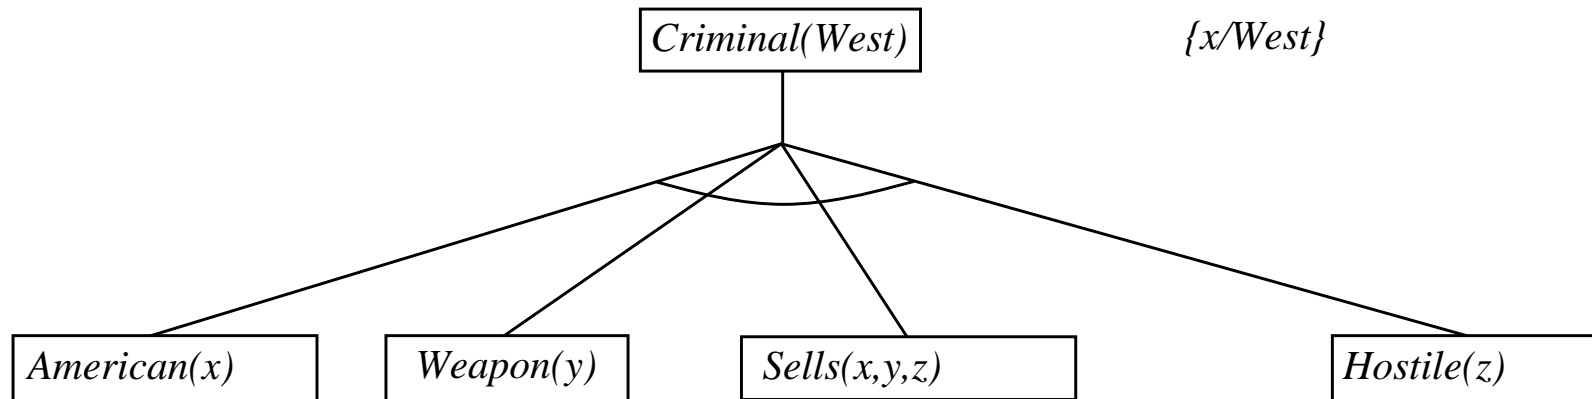 Criminal(West)
{x/West}
American(x)
Weapon(y)
Sells(x,y,z)
Hostile(z)